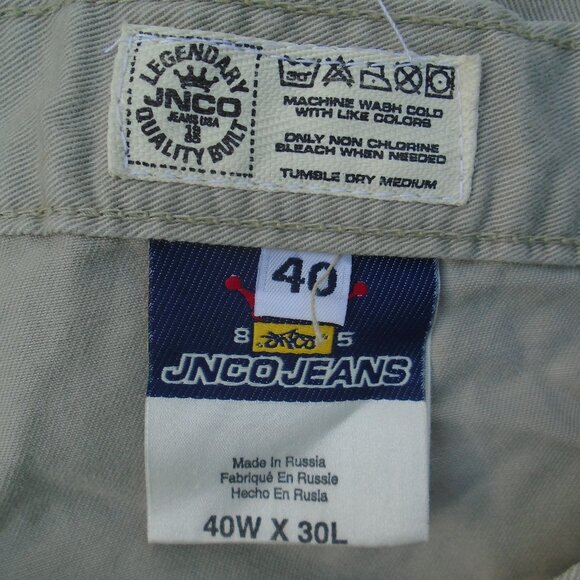 LEGENDARY
JNCO
JEANS USA
19
85
QUALITY BUILT
30°
MACHINE WASH COLD
WITH LIKE COLORS
ONLY NON CHLORINE
BLEACH WHEN NEEDED
TUMBLE DRY MEDIUM
40
8 JNCO 5
JNCO JEANS
Made In Russia
Fabriqué En Russie
Hecho En Rusia
40W X 30L